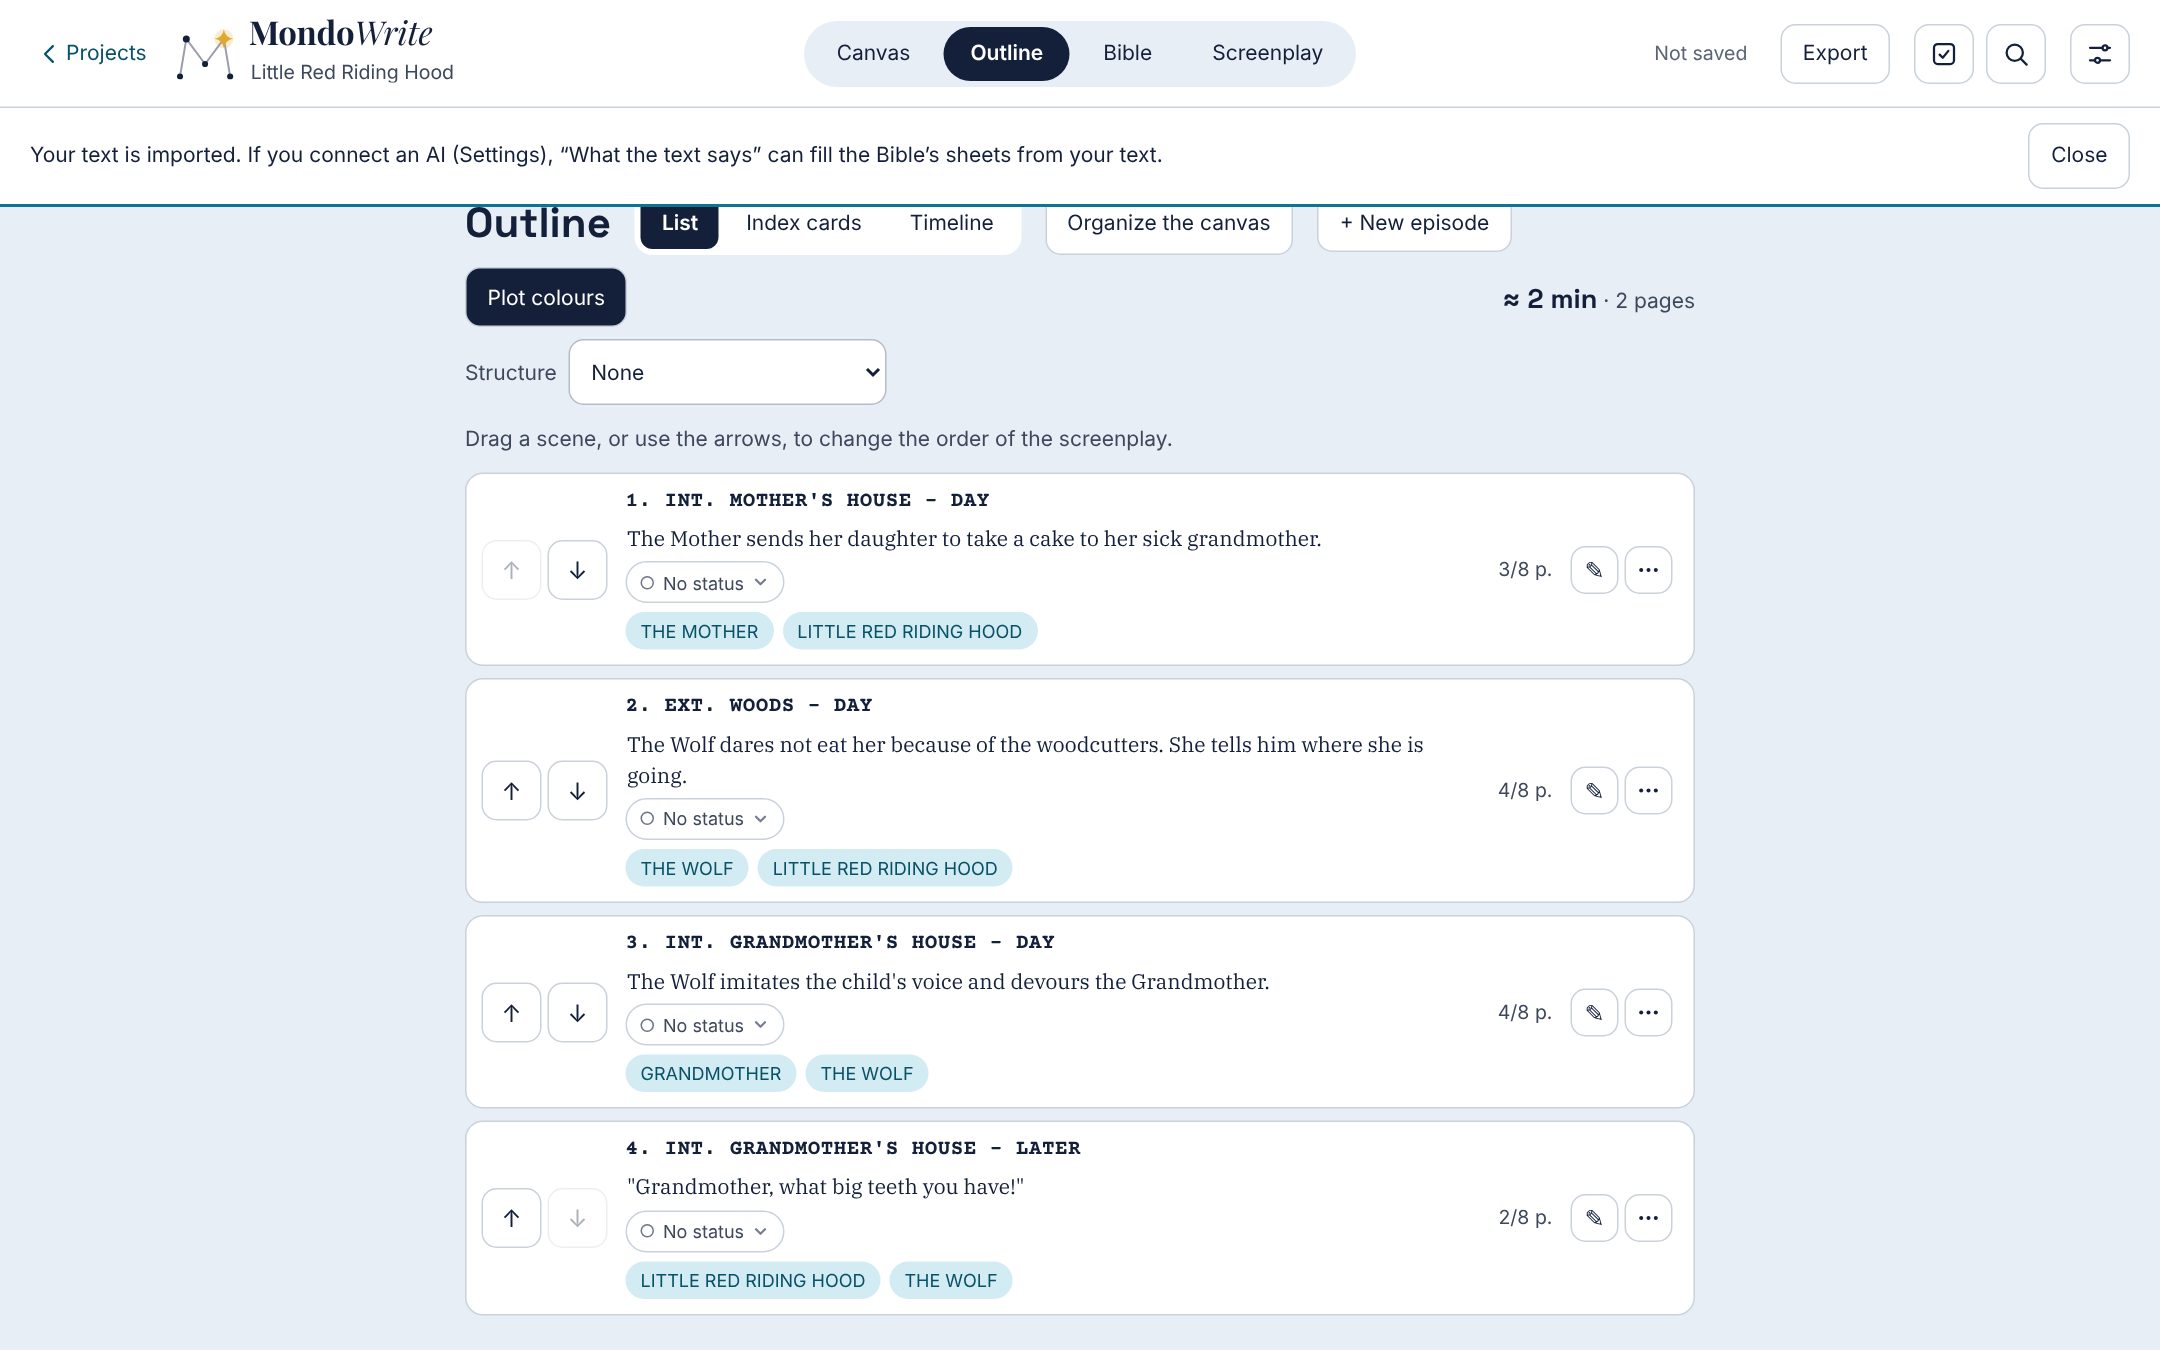 Projects
MondoWrite
Little Red Riding Hood
Canvas
Outline
Bible
Screenplay
Not saved
Export
Your text is imported. If you connect an AI (Settings), “What the text says” can fill the Bible’s sheets from your text.
Close
Outline
List
Index cards
Timeline
Organize the canvas
+ New episode
Plot colours
≈ 2 min · 2 pages
Structure
None
Drag a scene, or use the arrows, to change the order of the screenplay.
1. INT. MOTHER'S HOUSE - DAY
The Mother sends her daughter to take a cake to her sick grandmother.
No status
THE MOTHER
LITTLE RED RIDING HOOD
3/8 p.
2. EXT. WOODS - DAY
The Wolf dares not eat her because of the woodcutters. She tells him where she is
going.
No status
THE WOLF
LITTLE RED RIDING HOOD
4/8 p.
3. INT. GRANDMOTHER'S HOUSE - DAY
The Wolf imitates the child's voice and devours the Grandmother.
No status
GRANDMOTHER
THE WOLF
4/8 p.
4. INT. GRANDMOTHER'S HOUSE - LATER
"Grandmother, what big teeth you have!"
No status
LITTLE RED RIDING HOOD
THE WOLF
2/8 p.